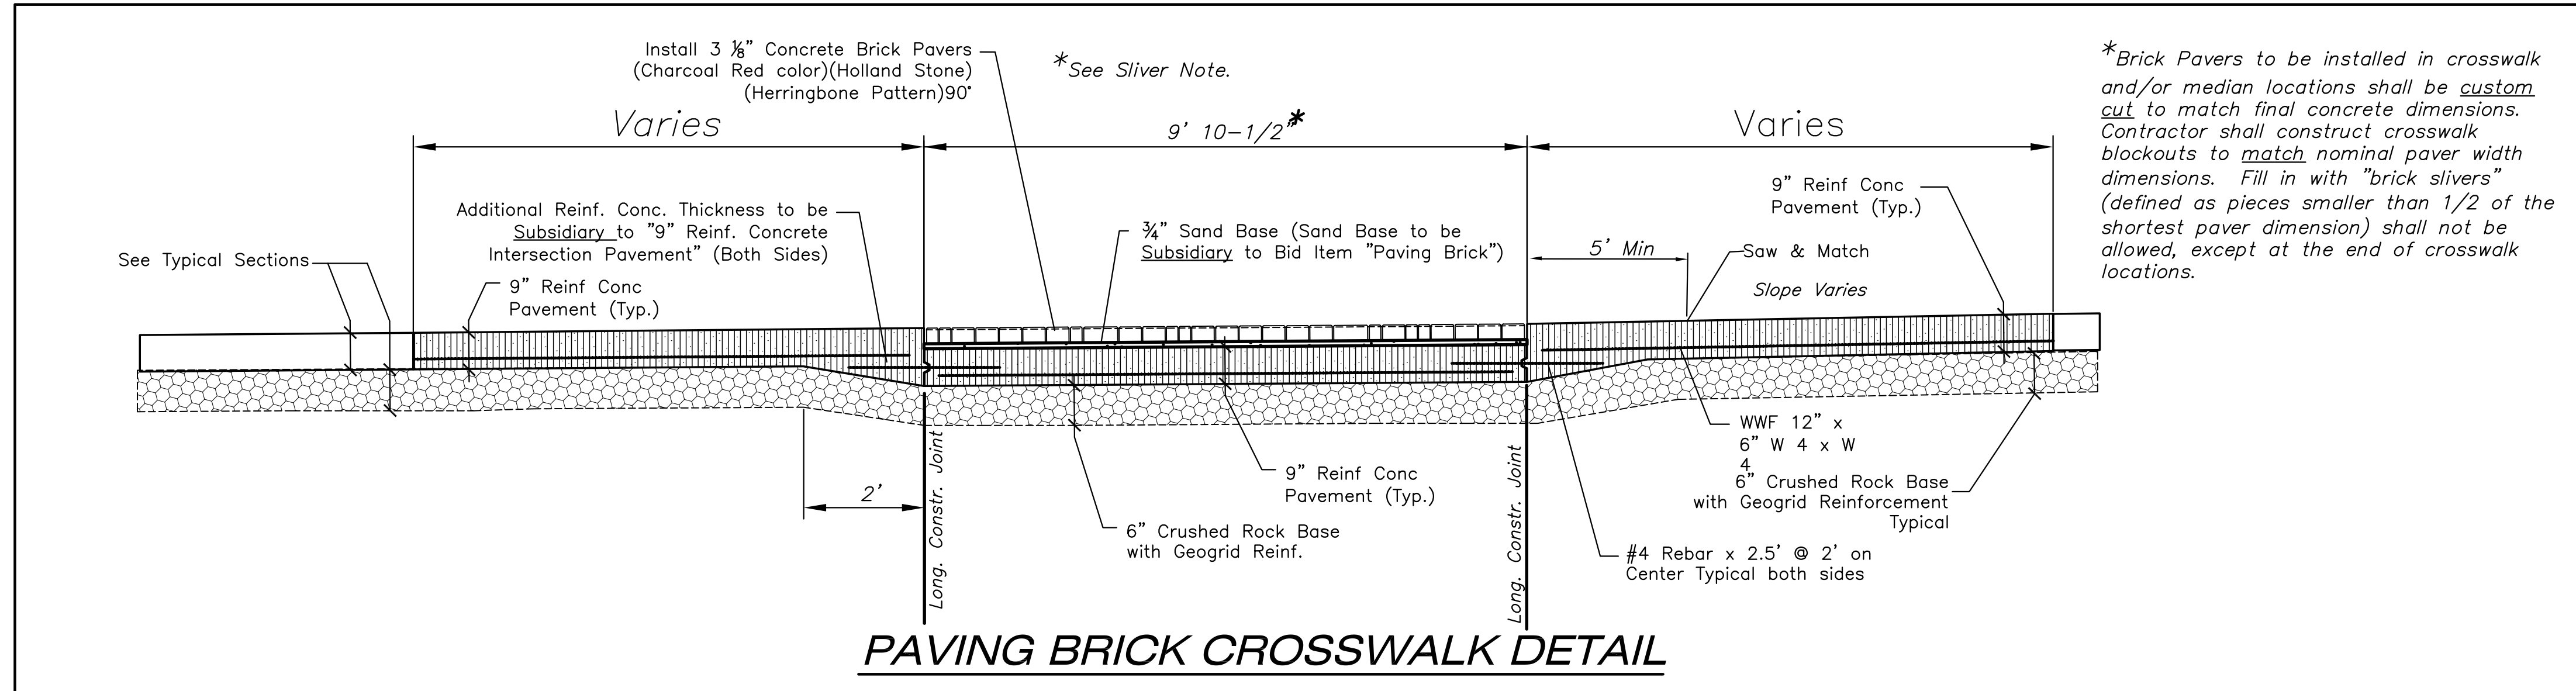 Install 3 ⅛" Concrete Brick Pavers
(Charcoal Red color)(Holland Stone)
(Herringbone Pattern)90°
*See Sliver Note.
*Brick Pavers to be installed in crosswalk
and/or median locations shall be custom
cut to match final concrete dimensions.
Contractor shall construct crosswalk
blockouts to match nominal paver width
dimensions. Fill in with "brick slivers"
(defined as pieces smaller than 1/2 of the
shortest paver dimension) shall not be
allowed, except at the end of crosswalk
locations.
Varies
9' 10-1/2"*
Varies
Additional Reinf. Conc. Thickness to be
Subsidiary to "9" Reinf. Concrete
Intersection Pavement" (Both Sides)
¾" Sand Base (Sand Base to be
Subsidiary to Bid Item "Paving Brick")
9" Reinf Conc
Pavement (Typ.)
5' Min
Saw & Match
Slope Varies
See Typical Sections
9" Reinf Conc
Pavement (Typ.)
WWF 12" x
6" W 4 x W
4
6" Crushed Rock Base
with Geogrid Reinforcement
Typical
2'
Long. Constr. Joint
9" Reinf Conc
Pavement (Typ.)
6" Crushed Rock Base
with Geogrid Reinf.
Long. Constr. Joint
#4 Rebar x 2.5' @ 2' on
Center Typical both sides
PAVING BRICK CROSSWALK DETAIL